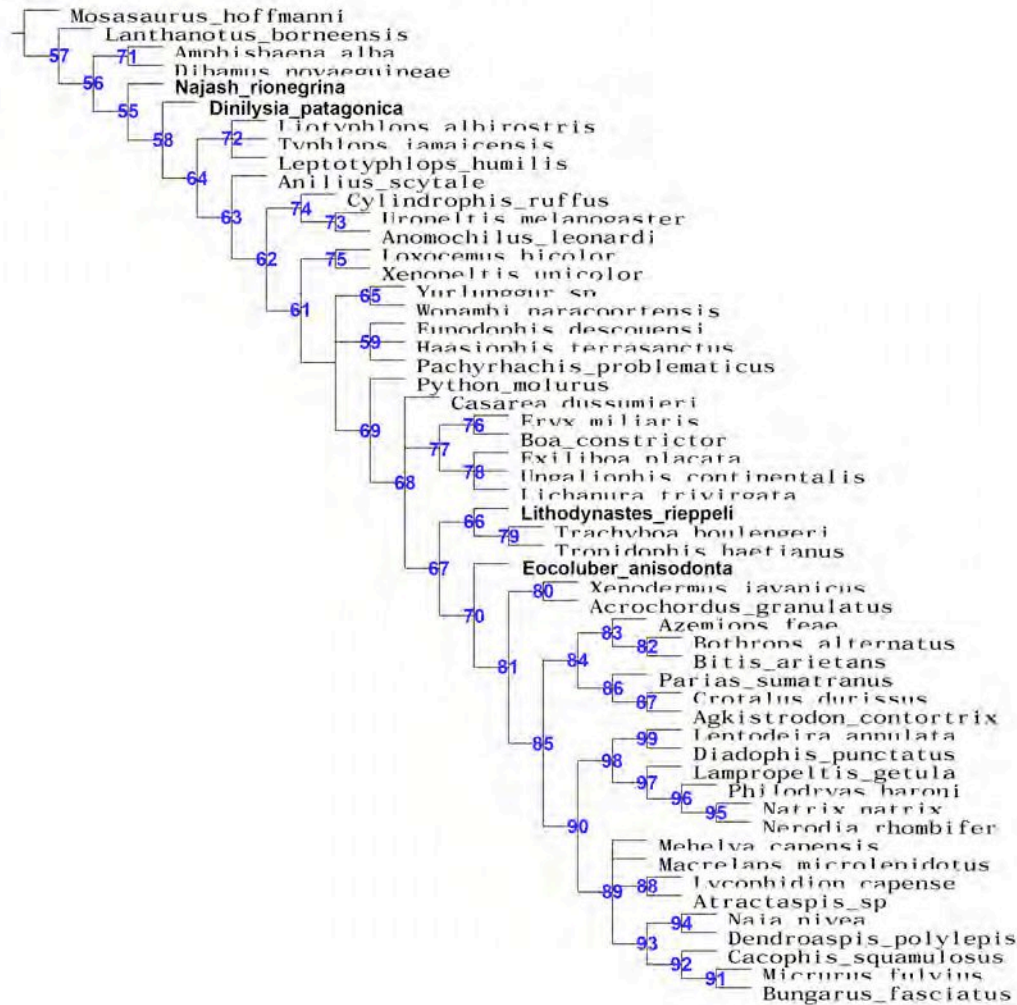 Mosasaurus_hoffmanni
Lanthanotus_borneensis
57
71
Amphisbaena_alba
Dibamus_novaeguineae
56
Najash_rionegrina
55
Dinilysia_patagonica
58
Liotyphlops_albirostris
72
Typhlops_jamaicensis
Leptotyphlops_humilis
64
Anilius_scytale
Cylindrophis_ruffus
74
63
Uropeltis_melanogaster
73
Anomochilus_leonardi
62
75
Loxocemus_bicolor
Xenopeltis_unicolor
65
Yurlunggur_sp
61
Wonambi_naracoortensis
Eupodophis_descouensi
59
Haasiophis_terrasanctus
Pachyrhachis_problematicus
Python_molurus
Casarea_dussumieri
76
Eryx_miliaris
69
Boa_constrictor
77
Exiliboa_placata
78
Ungaliophis_continentalis
68
Lichanura_trivirgata
66
Lithodynastes_rieppeli
79
Trachyboa_boulengeri
Tropidophis_haetianus
67
Eocoluber_anisodonta
80
Xenodermus_javanicus
Acrochordus_granulatus
70
Azemiops_feae
83
82
Bothrops_alternatus
84
Bitis_arietans
81
Parias_sumatranus
86
87
Crotalus_durissus
Agkistrodon_contortrix
99
Leptodeira_annulata
85
Diadophis_punctatus
98
Lampropeltis_getula
97
Philodryas_baroni
96
95
Natrix_natrix
90
Nerodia_rhombifer
Mehelya_capensis
Macrelaps_microlepidotus
88
Lycophidion_capense
89
Atractaspis_sp
94
Naja_nivea
93
Dendroaspis_polylepis
92
Cacophis_squamulosus
91
Micrurus_fulvius
Bungarus_fasciatus